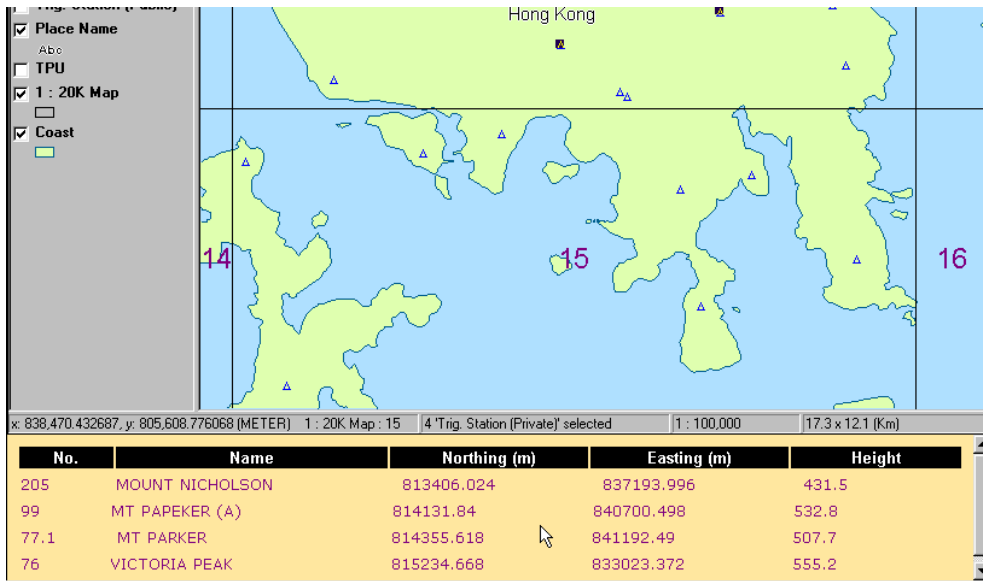 Trig. Station (Public)
Place Name
Abc
TPU
1 : 20K Map
Coast
Hong Kong
14
15
16
x: 838,470.432687, y: 805,608.776068 (METER) 1 : 20K Map : 15 4 'Trig. Station (Private)' selected 1 : 100,000 17.3 x 12.1 (Km)
No. Name Northing (m) Easting (m) Height
205 MOUNT NICHOLSON 813406.024 837193.996 431.5
99 MT PAPEKER (A) 814131.84 840700.498 532.8
77.1 MT PARKER 814355.618 841192.49 507.7
76 VICTORIA PEAK 815234.668 833023.372 555.2